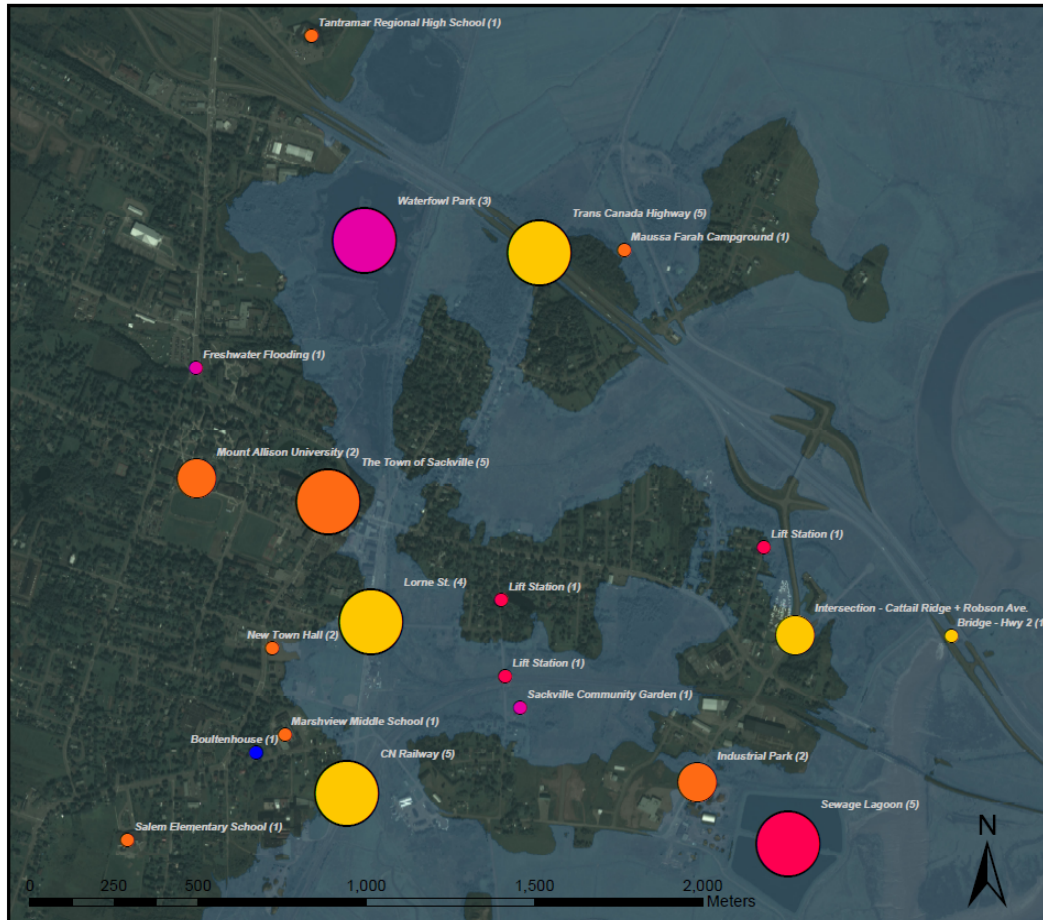 Tantramar Regional High School (1)
Waterfowl Park (3)
Trans Canada Highway (5)
Maussa Farah Campground (1)
Freshwater Flooding (1)
Mount Allison University (2)
The Town of Sackville (5)
Lift Station (1)
Lorne St. (4)
Lift Station (1)
Intersection - Cattail Ridge + Robson Ave.
Bridge - Hwy 2 (1
New Town Hall (2)
Lift Station (1)
Sackville Community Garden (1)
Marshview Middle School (1)
Boultenhouse (1)
CN Railway (5)
Industrial Park (2)
Sewage Lagoon (5)
Salem Elementary School (1)
N
0 250 500 1,000 1,500 2,000
Meters